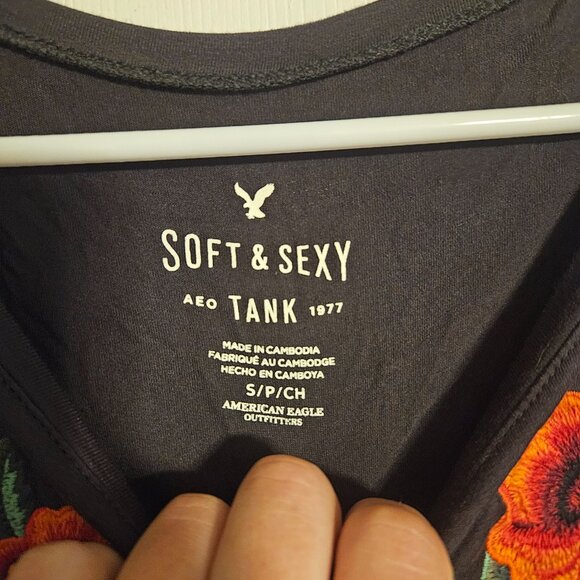 SOFT & SEXY
AEO TANK 1977
MADE IN CAMBODIA
FABRIQUÉ AU CAMBODGE
HECHO EN CAMBOYA
S/P/CH
AMERICAN EAGLE
OUTFITTERS